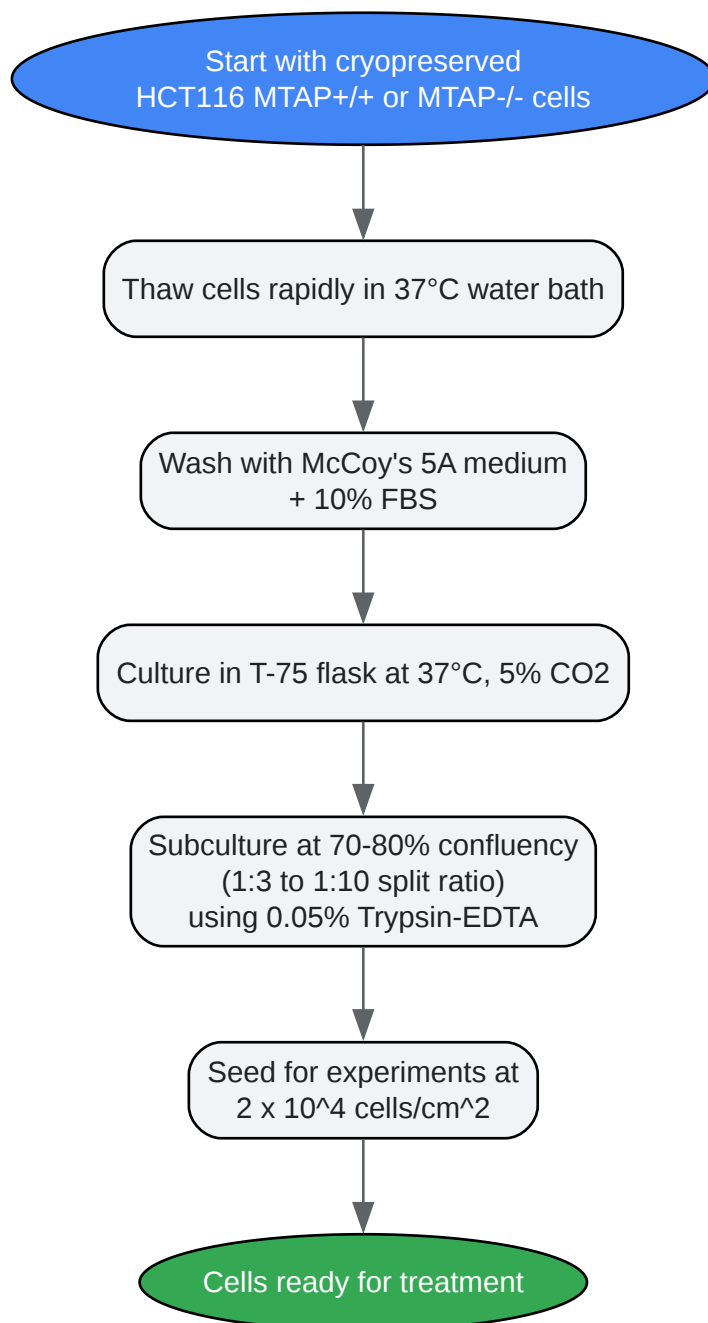 Start with cryopreserved
HCT116 MTAP+/+ or MTAP-/- cells
Thaw cells rapidly in 37°C water bath
Wash with McCoy's 5A medium
+ 10% FBS
Culture in T-75 flask at 37°C, 5% CO2
Subculture at 70-80% confluency
(1:3 to 1:10 split ratio)
using 0.05% Trypsin-EDTA
Seed for experiments at
2 x 10^4 cells/cm^2
Cells ready for treatment